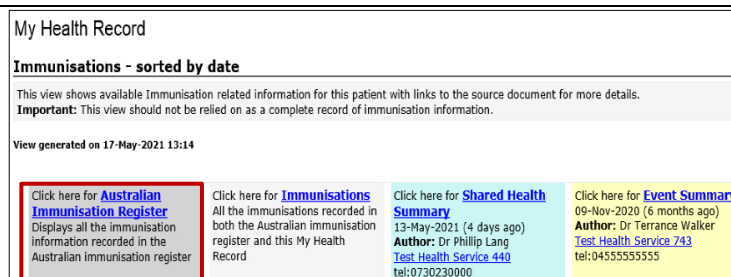 My Health Record
Immunisations - sorted by date
This view shows available Immunisation related information for this patient with links to the source document for more details.
Important: This view should not be relied on as a complete record of immunisation information.
View generated on 17-May-2021 13:14
Click here for Australian
Immunisation Register
Displays all the immunisation
information recorded in the
Australian immunisation register
Click here for Immunisations
All the immunisations recorded in
both the Australian immunisation
register and this My Health
Record
Click here for Shared Health
Summary
13-May-2021 (4 days ago)
Author: Dr Phillip Lang
Test Health Service 440
tel:0730230000
Click here for Event Summary
09-Nov-2020 (6 months ago)
Author: Dr Terrance Walker
Test Health Service 743
tel:04555555555